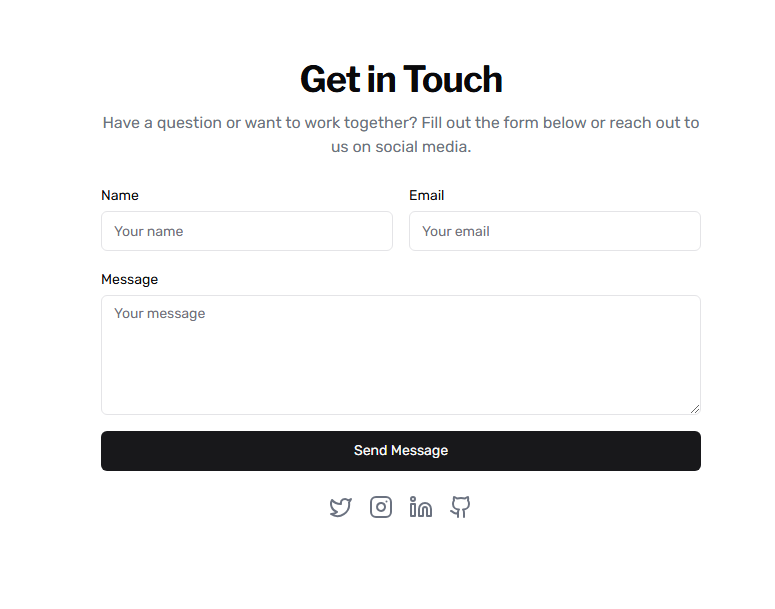 Get in Touch
Have a question or want to work together? Fill out the form below or reach out to
us on social media.
Name
Email
Your name
Your email
Message
Your message
Send Message